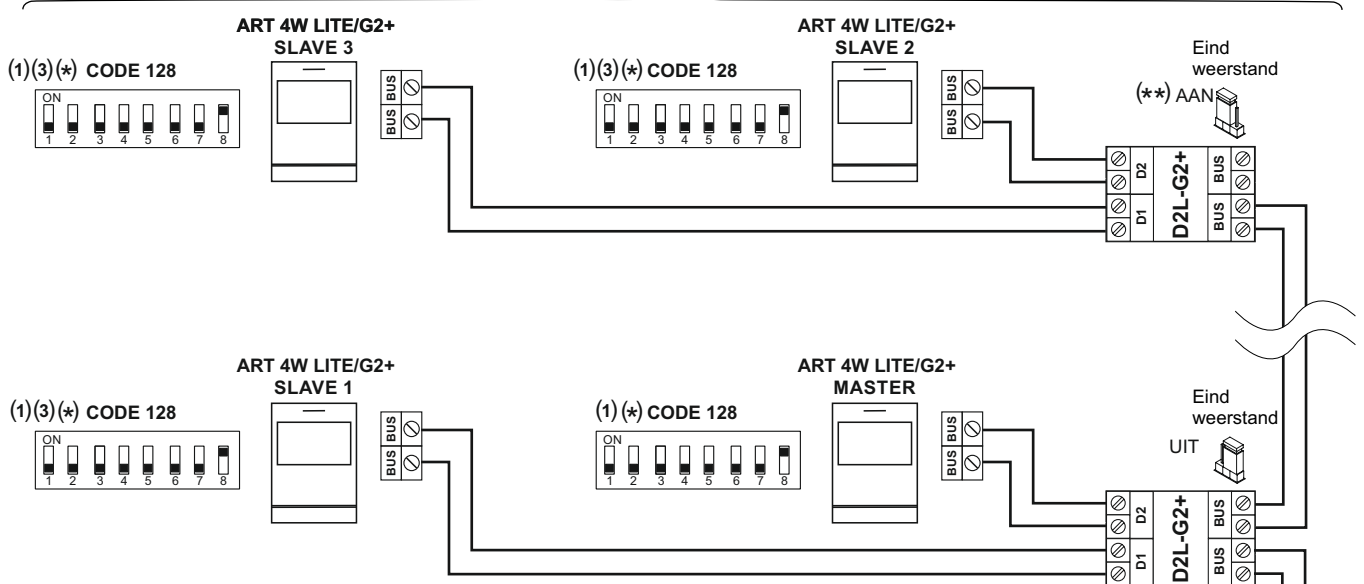 ART 4W LITE/G2+
SLAVE 3
(1)(3)(*) CODE 128
ON
1 2 3 4 5 6 7 8
BUS
BUS
ART 4W LITE/G2+
SLAVE 2
(1)(3)(*) CODE 128
ON
1 2 3 4 5 6 7 8
BUS
BUS
Eind
weerstand
(**) AAN
D2
D1
D2L-G2+
BUS
BUS
ART 4W LITE/G2+
SLAVE 1
(1)(3)(*) CODE 128
ON
1 2 3 4 5 6 7 8
BUS
BUS
ART 4W LITE/G2+
MASTER
(1)(*) CODE 128
ON
1 2 3 4 5 6 7 8
BUS
BUS
Eind
weerstand
UIT
D2
D1
D2L-G2+
BUS
BUS